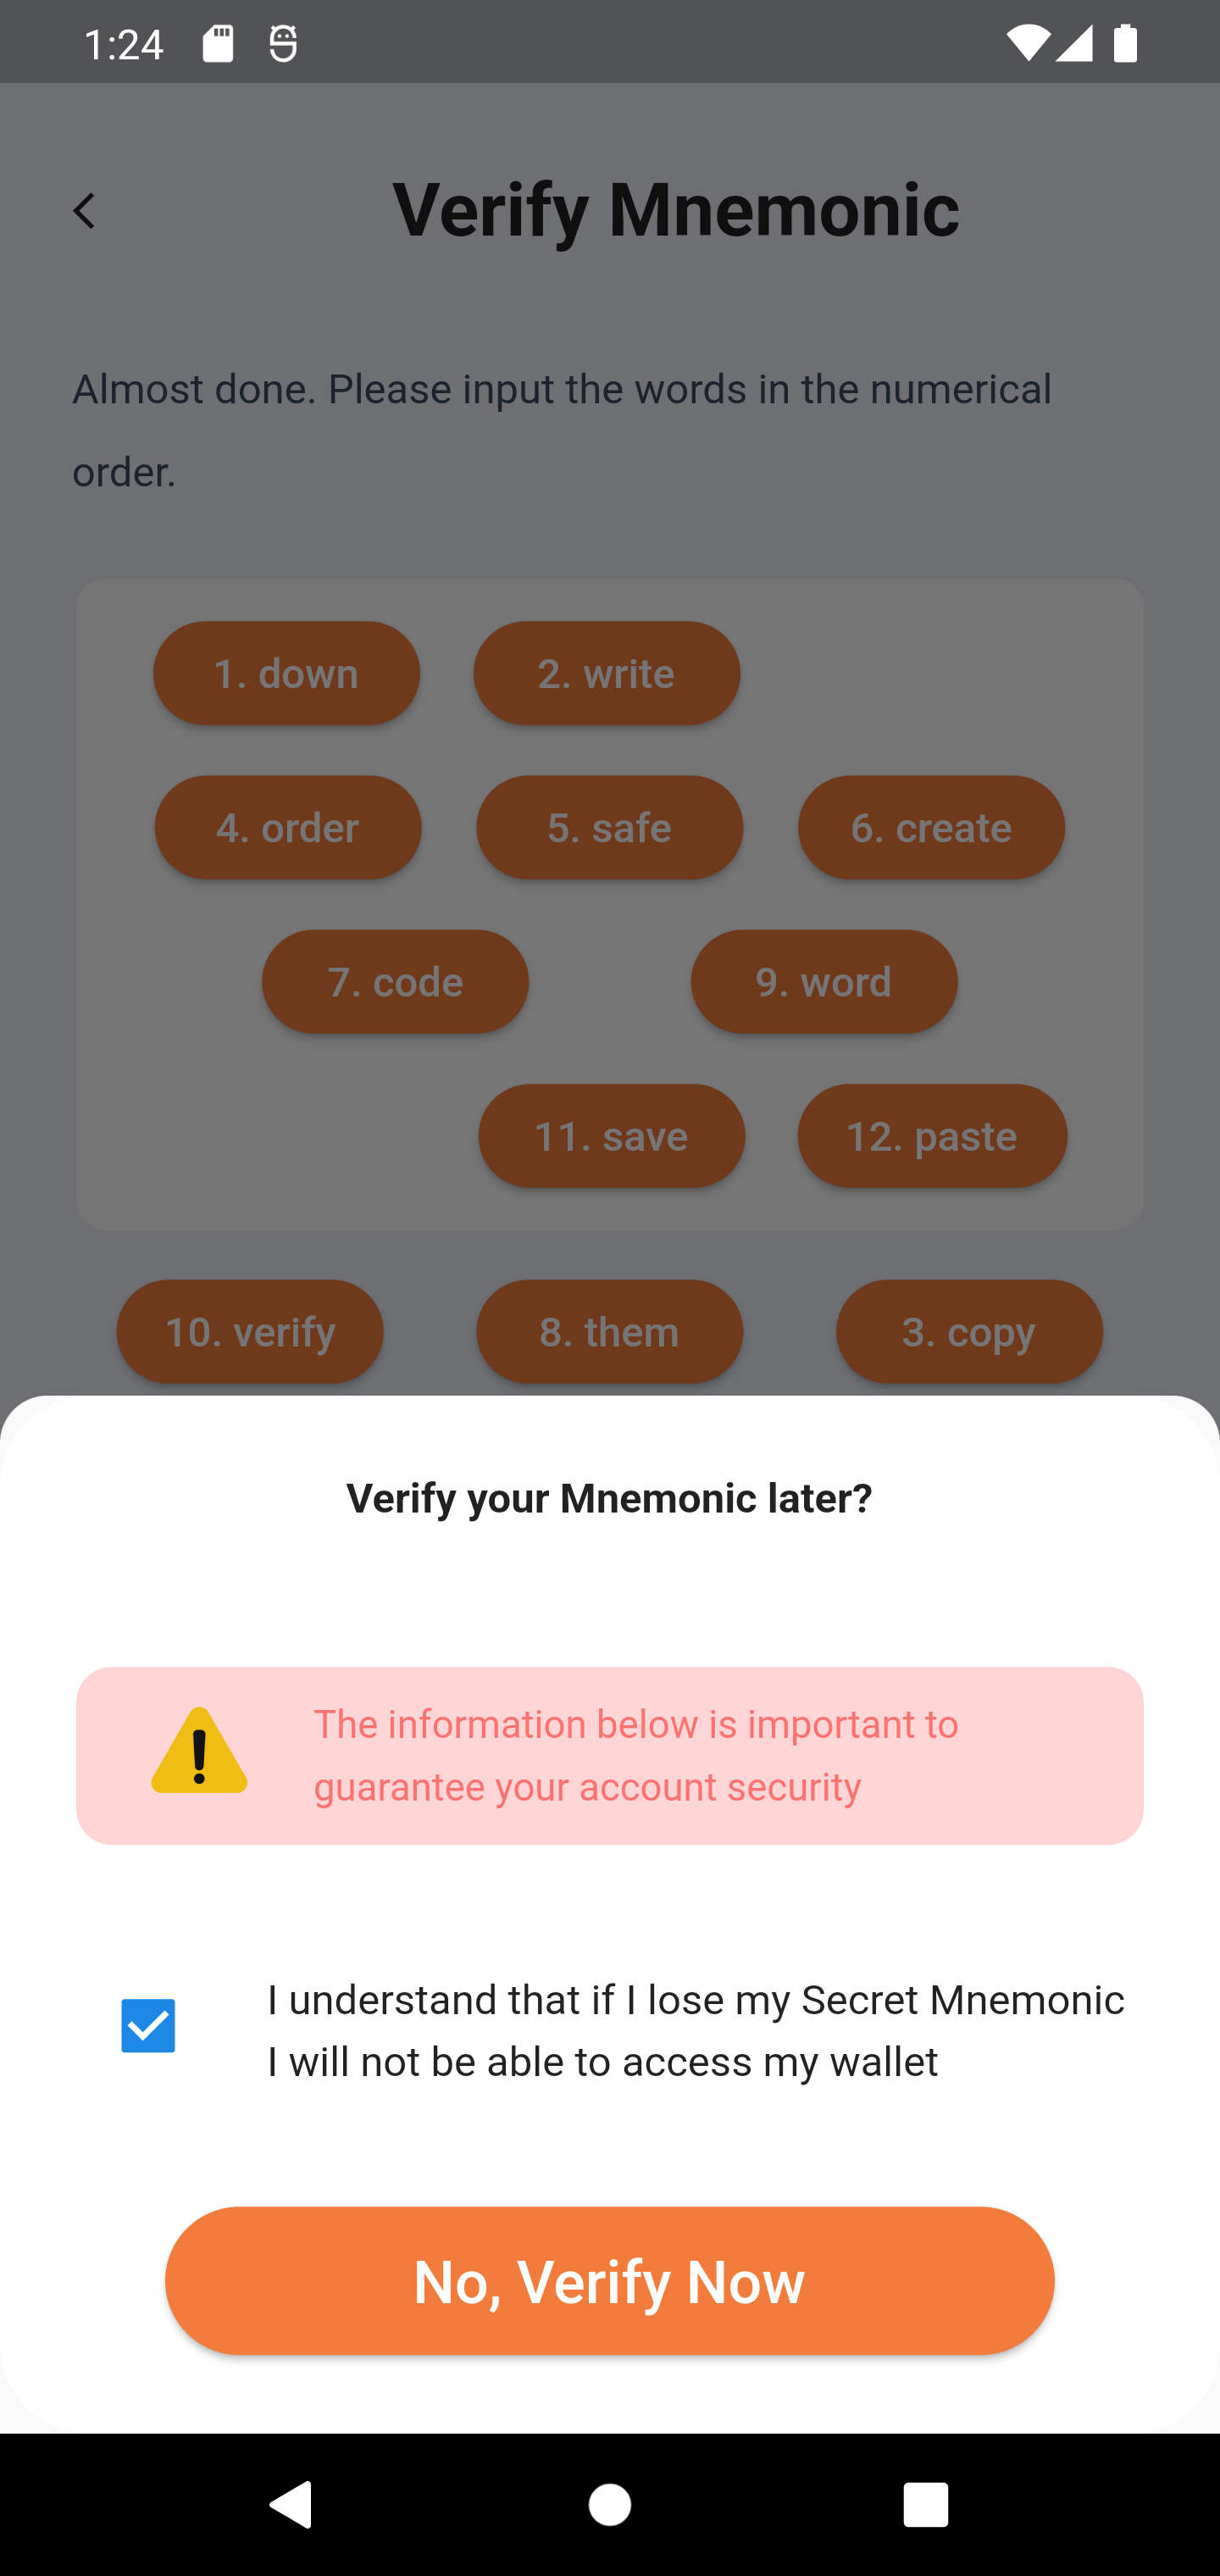 1:24
Verify Mnemonic
Almost done. Please input the words in the numerical
order.
1. down
2. write
4. order
5. safe
6. create
7. code
9. word
11. save
12. paste
10. verify
8. them
3. copy
Verify your Mnemonic later?
The information below is important to
guarantee your account security
I understand that if I lose my Secret Mnemonic
I will not be able to access my wallet
No, Verify Now